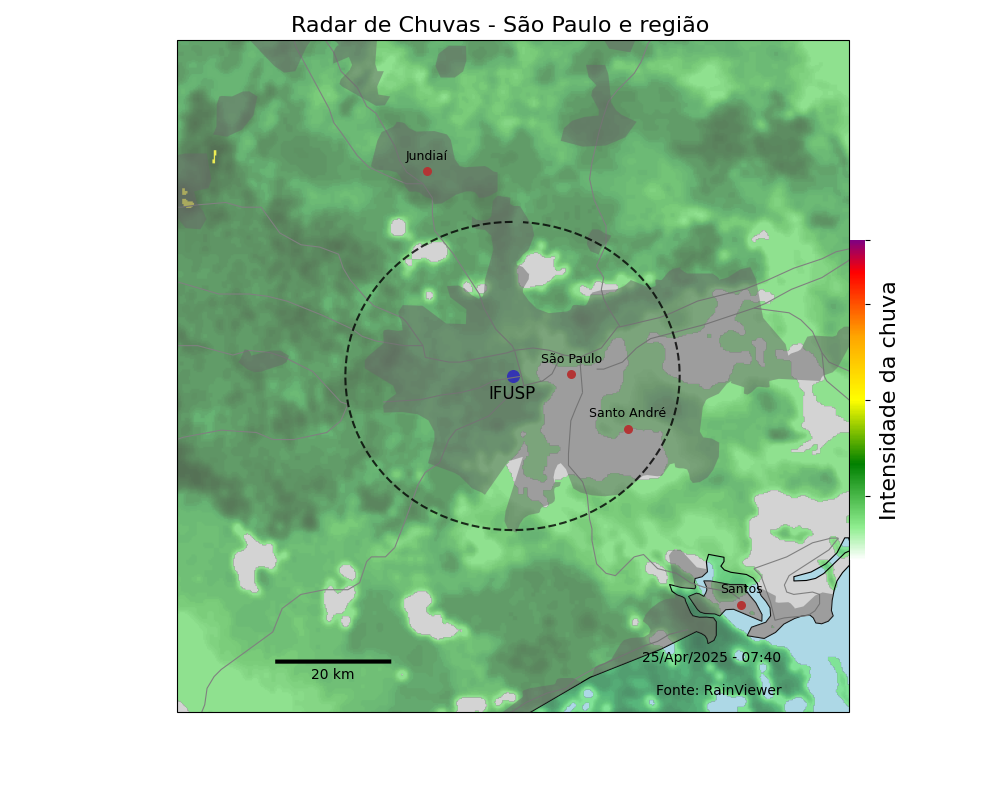 Radar de Chuvas - São Paulo e região
Jundiaí
São Paulo
IFUSP
Santo André
Santos
25/Apr/2025 - 07:40
20 km
Fonte: RainViewer
Intensidade da chuva